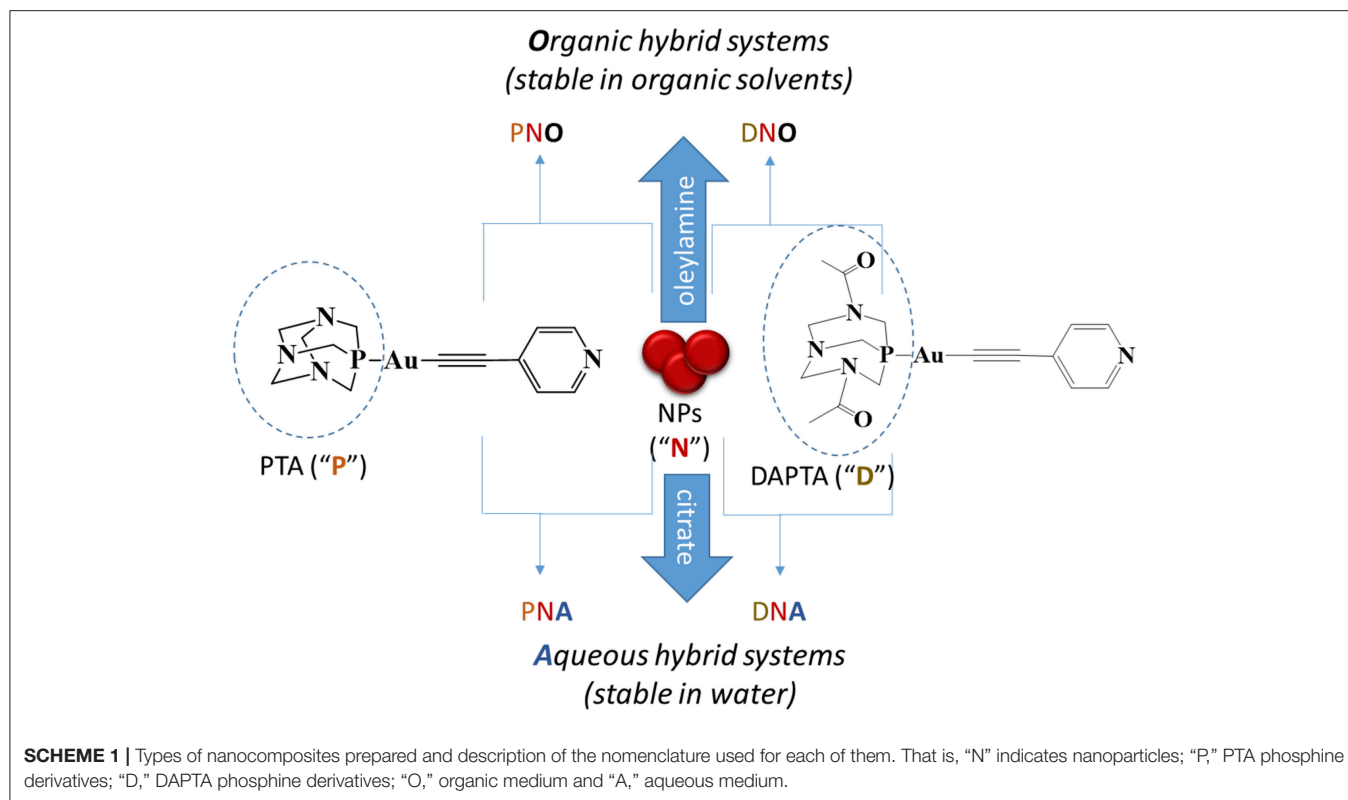 Organic hybrid systems
(stable in organic solvents)
PNO
DNO
oleylamine
N
N
N
P
Au
N
PTA ("P")
NPs
("N")
O
N
N
N
P
Au
N
O
DAPTA ("D")
citrate
PNA
DNA
Aqueous hybrid systems
(stable in water)
SCHEME 1 | Types of nanocomposites prepared and description of the nomenclature used for each of them. That is, “N” indicates nanoparticles; “P,” PTA phosphine
derivatives; “D,” DAPTA phosphine derivatives; “O,” organic medium and “A,” aqueous medium.